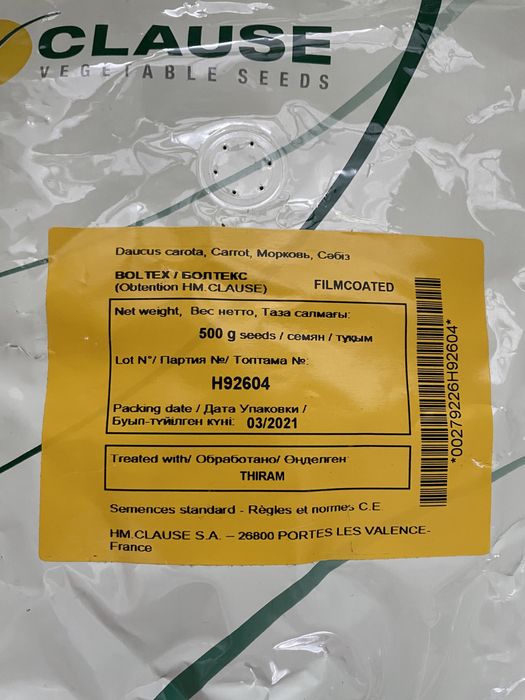 CLAUSE
VEGETABLE SEEDS
Daucus carota, Carrot, Морковь, Сәбіз
BOLTEX / БОЛТЕКС
(Obtention HM.CLAUSE)
FILMCOATED
Net weight, Вес нетто, Таза салмағы:
500 g seeds / семян / тұқым
Lot N°/ Партия №/ Топтама №:
H92604
Packing date / Дата Упаковки /
Буып-түйілген күні: 03/2021
Treated with/ Обработано/ Өңделген:
THIRAM
Semences standard - Règles et normes C.E.
HM.CLAUSE S.A. – 26800 PORTES LES VALENCE-
France
*00279226H92604*